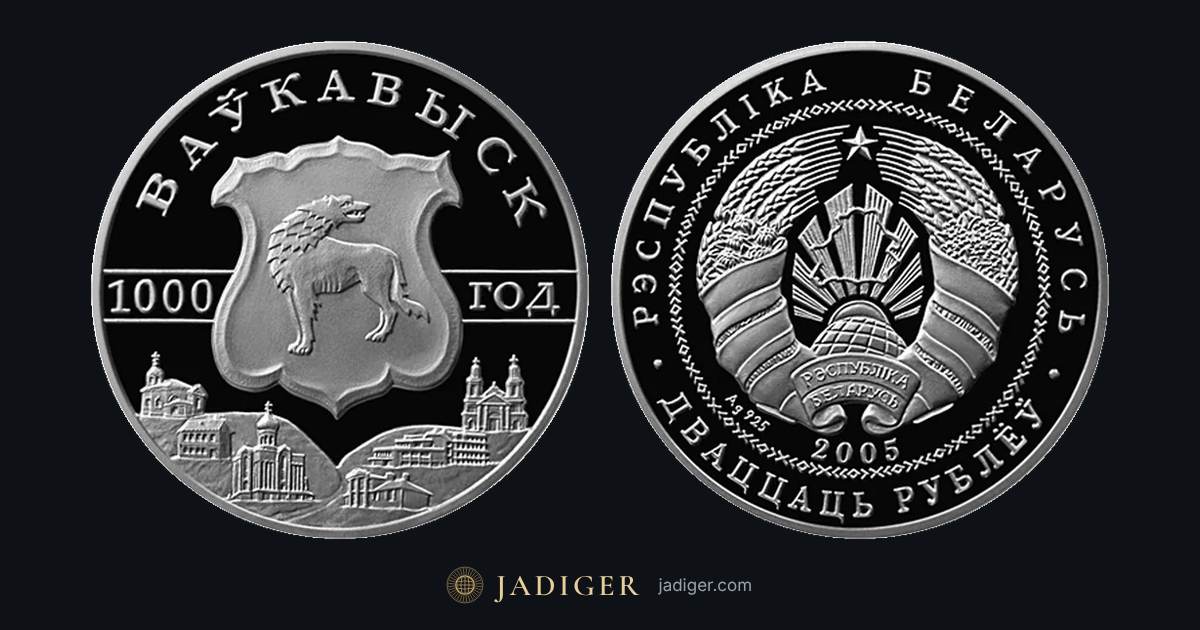 ВАЎКАВЫСК
1000 ГОД
РЭСПУБЛІКА БЕЛАРУСЬ
РЭСПУБЛІКА
БЕЛАРУСЬ
Ag 925
2005
· ДВАЦЦАЦЬ РУБЛЁЎ ·
JADIGER jadiger.com